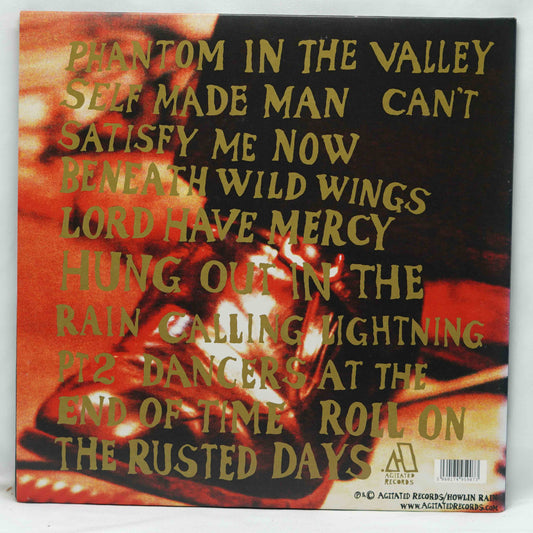 PHANTOM IN THE VALLEY
SELF MADE MAN CAN'T
SATISFY ME NOW
BENEATH WILD WINGS
LORD HAVE MERCY
HUNG OUT IN THE
RAIN CALLING LIGHTNING
PT2 DANCERS AT THE
END OF TIME ROLL ON
THE RUSTED DAYS
AGITATED
RECORDS
℗ & © AGITATED RECORDS/HOWLIN RAIN
WWW.AGITATEDRECORDS.COM